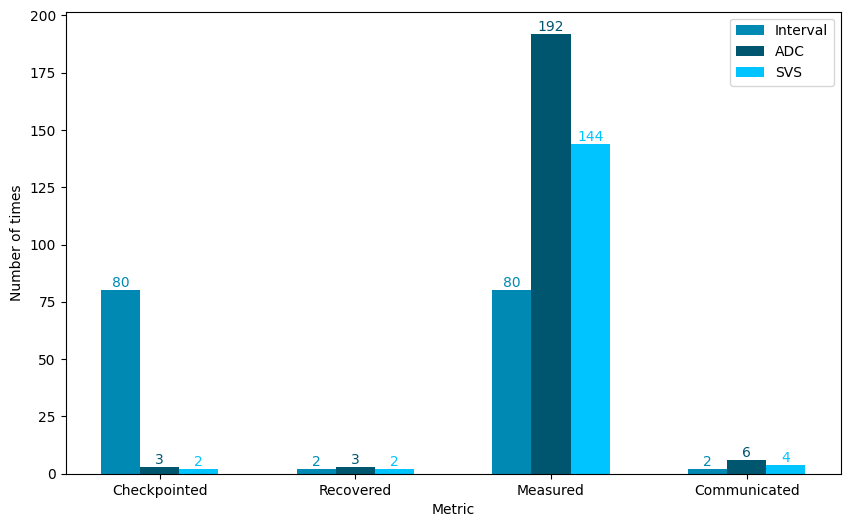 200
175
150
125
100
75
50
25
0
Number of times
Interval
ADC
SVS
80
3
2
2
3
2
80
192
144
2
6
4
Checkpointed
Recovered
Measured
Communicated
Metric